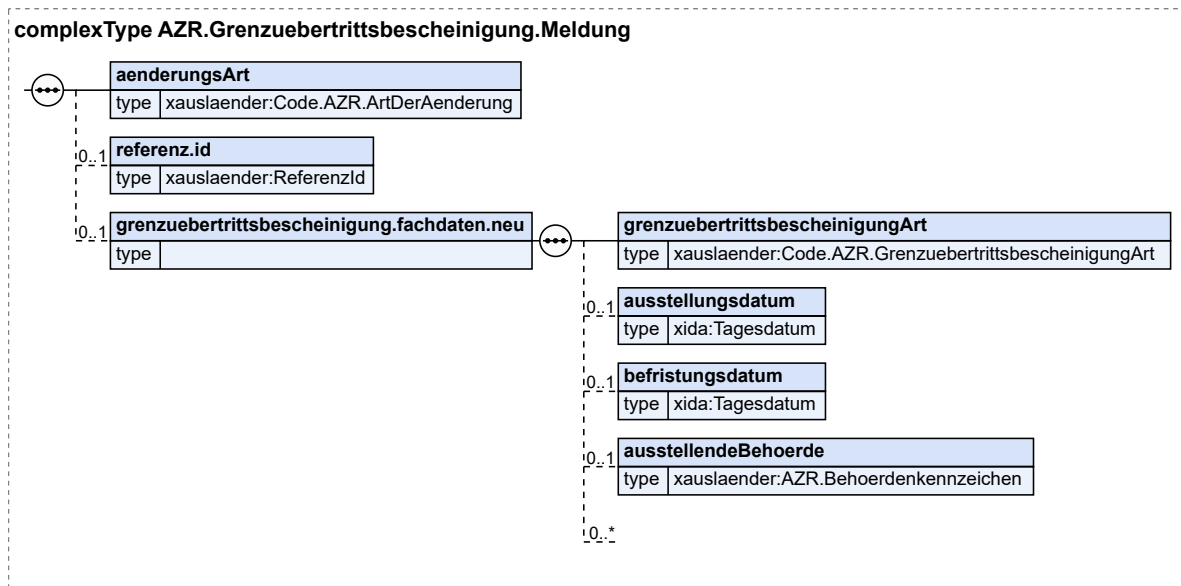 complexType AZR.Grenzuebertrittsbescheinigung.Meldung
aenderungsArt
type xauslaender:Code.AZR.ArtDerAenderung
0..1 referenz.id
type xauslaender:ReferenzId
0..1 grenzuebertrittsbescheinigung.fachdaten.neu
type
grenzuebertrittsbescheinigungArt
type xauslaender:Code.AZR.GrenzuebertrittsbescheinigungArt
0..1 ausstellungsdatum
type xida:Tagesdatum
0..1 befristungsdatum
type xida:Tagesdatum
0..1 ausstellendeBehoerde
type xauslaender:AZR.Behoerdenkennzeichen
0..*